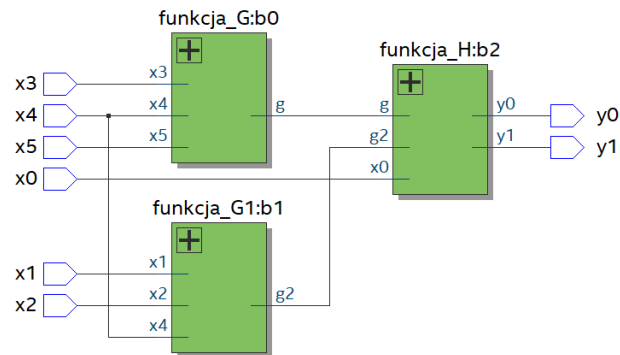 funkcja_G:b0
funkcja_H:b2
x3 x3
x4 x4 g g y0 y0
x5 x5 g2 y1 y1
x0 x0
funkcja_G1:b1
x1 x1
x2 x2 g2
x4